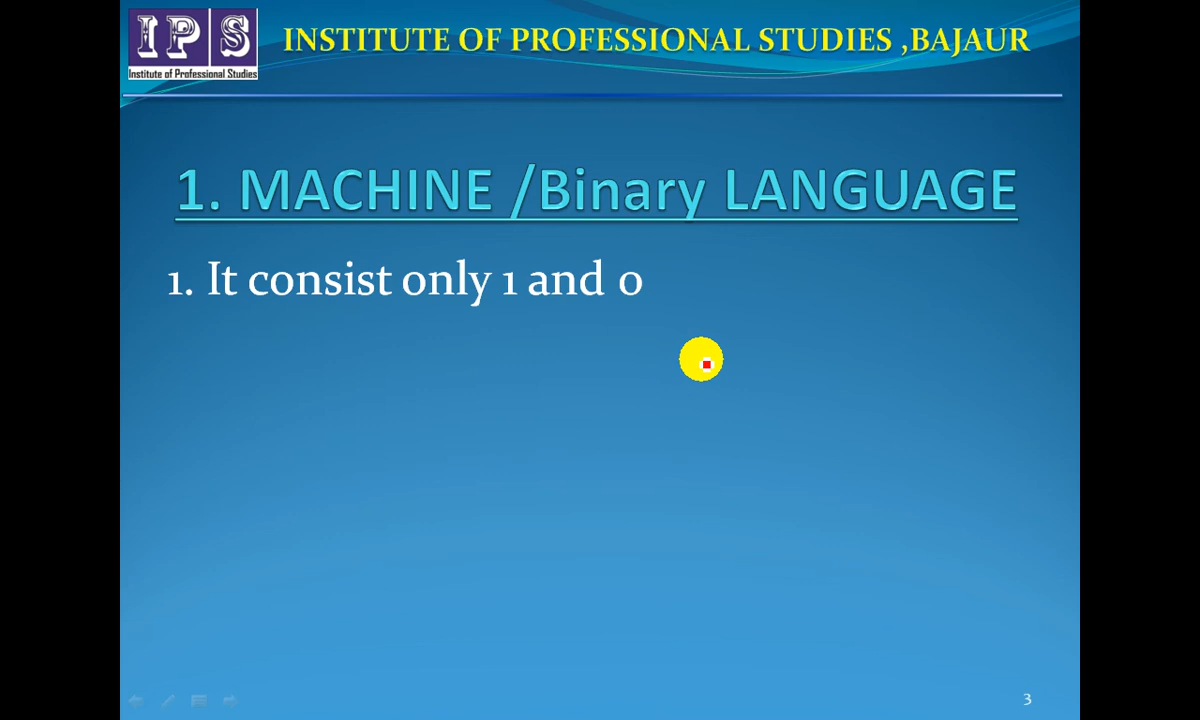 IPS
Institute of Professional Studies
INSTITUTE OF PROFESSIONAL STUDIES ,BAJAUR
1. MACHINE /Binary LANGUAGE
1. It consist only 1 and 0
3